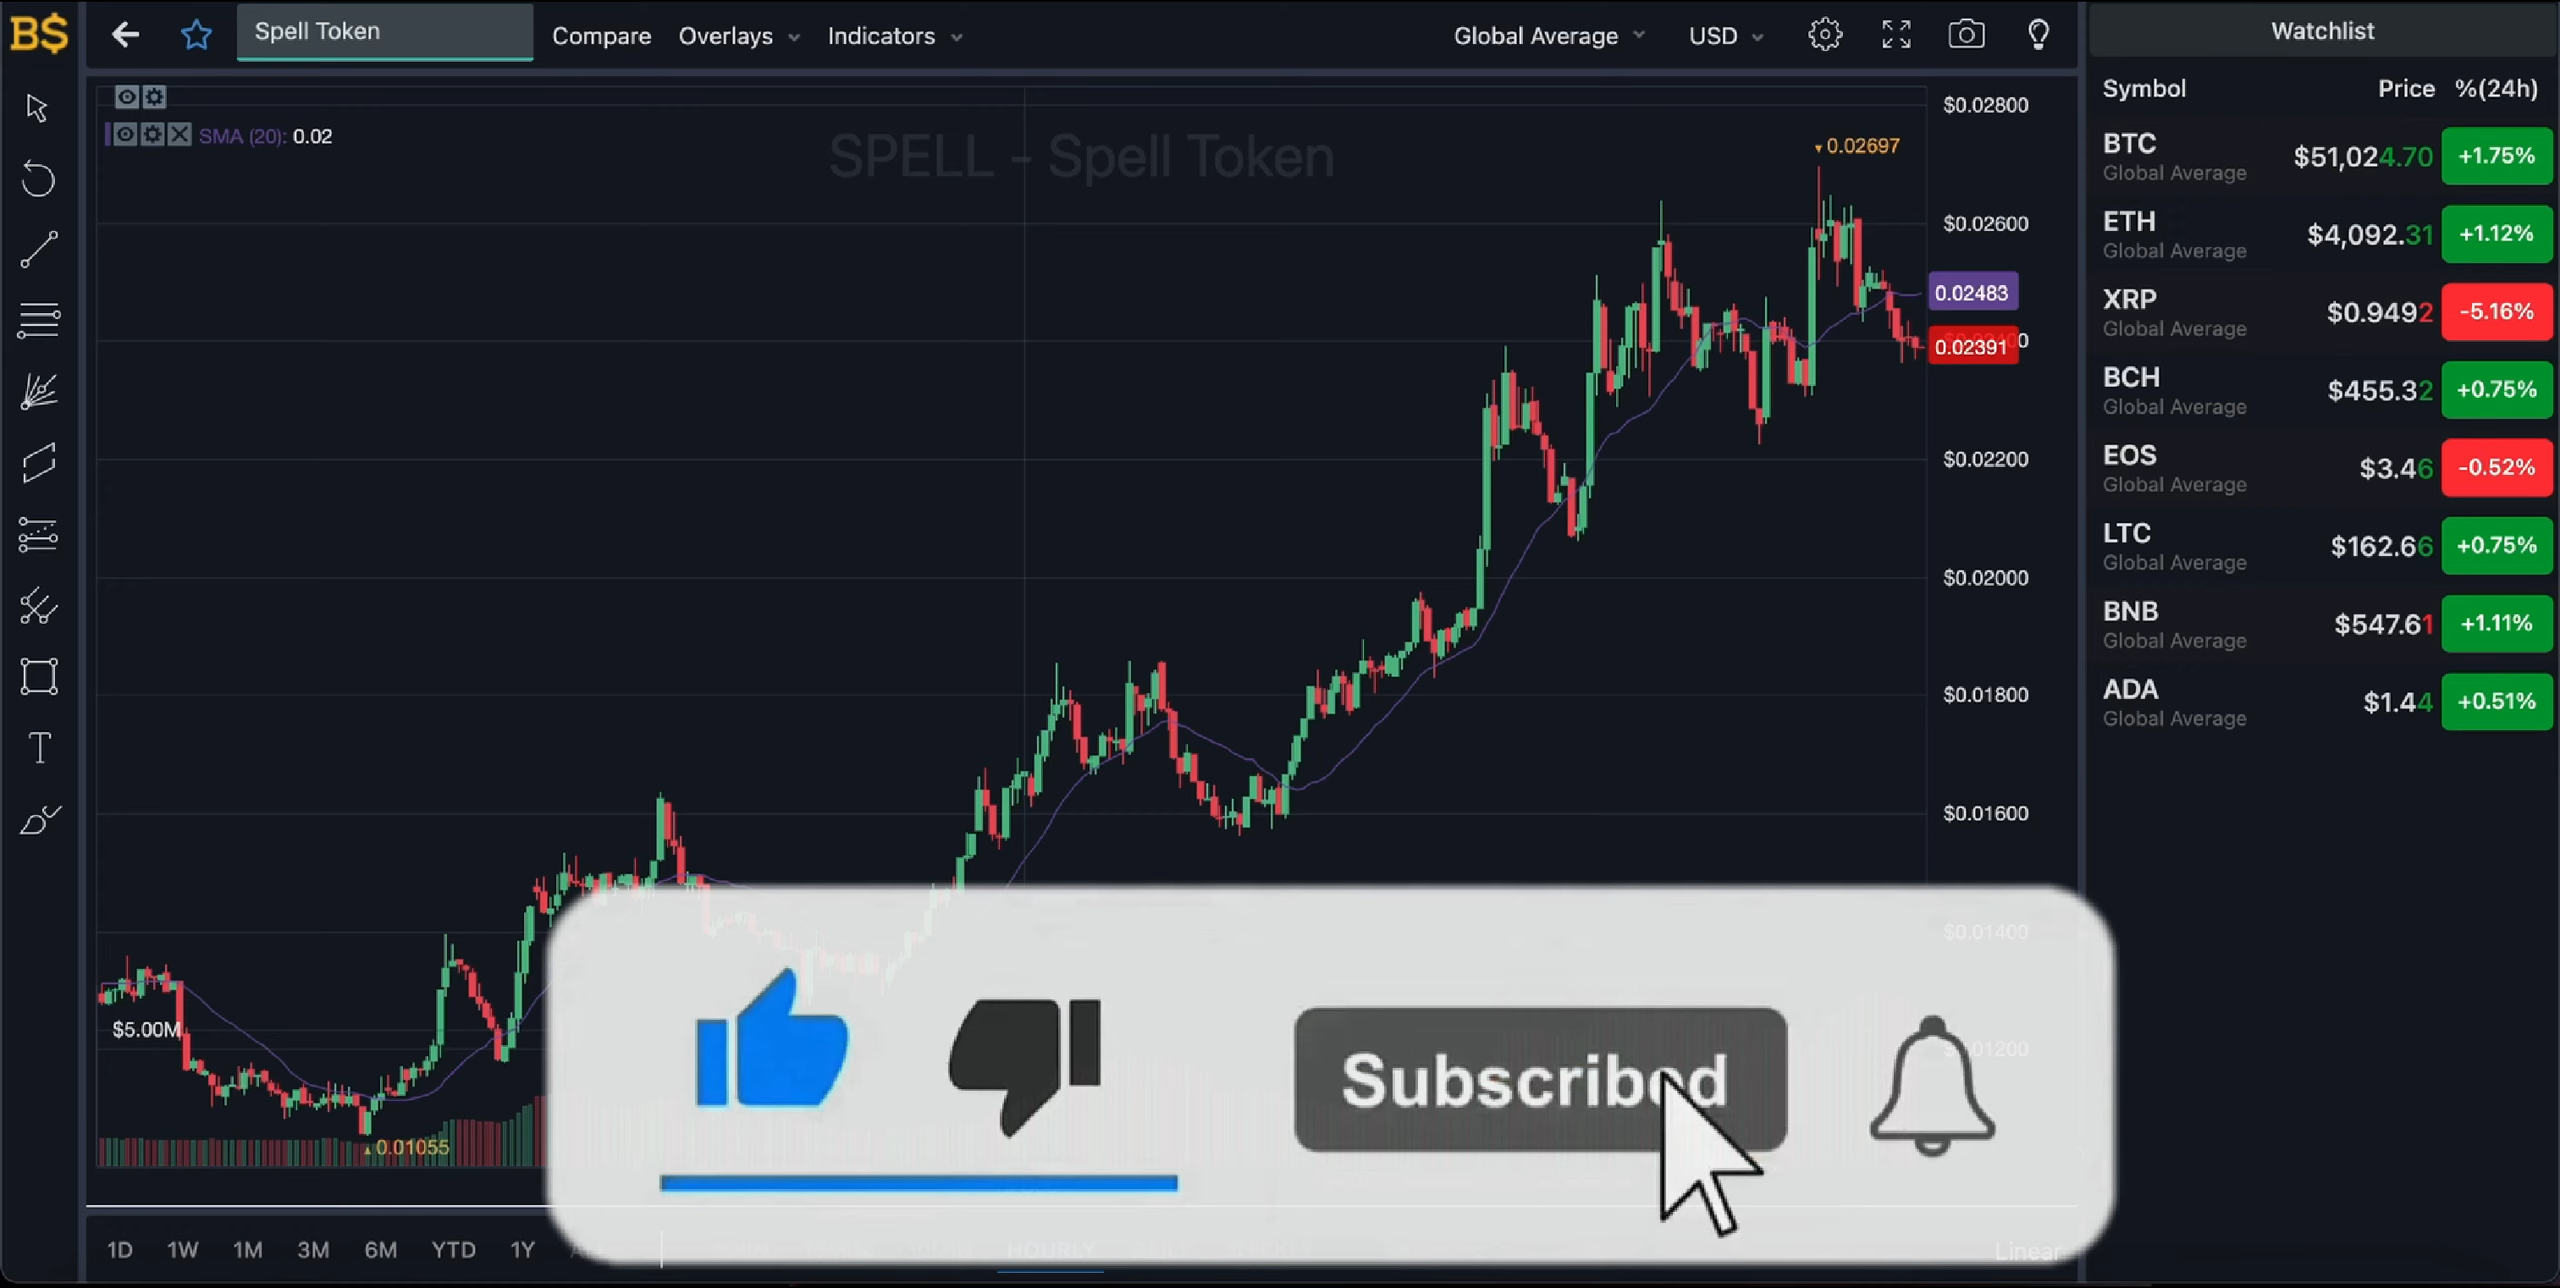 B$
Spell Token
Compare
Overlays
Indicators
Global Average
USD
SMA (20): 0.02
SPELL - Spell Token
0.02697
$0.02800
$0.02600
0.02483
0.02391
$0.02200
$0.02000
$0.01800
$0.01600
$0.01400
$5.00M
0.01055
Subscribed
1D 1W 1M 3M 6M YTD 1Y
HOURLY
Linear
Watchlist
Symbol Price %(24h)
BTC $51,024.70 +1.75%
Global Average
ETH $4,092.31 +1.12%
Global Average
XRP $0.9492 -5.16%
Global Average
BCH $455.32 +0.75%
Global Average
EOS $3.46 -0.52%
Global Average
LTC $162.66 +0.75%
Global Average
BNB $547.61 +1.11%
Global Average
ADA $1.44 +0.51%
Global Average